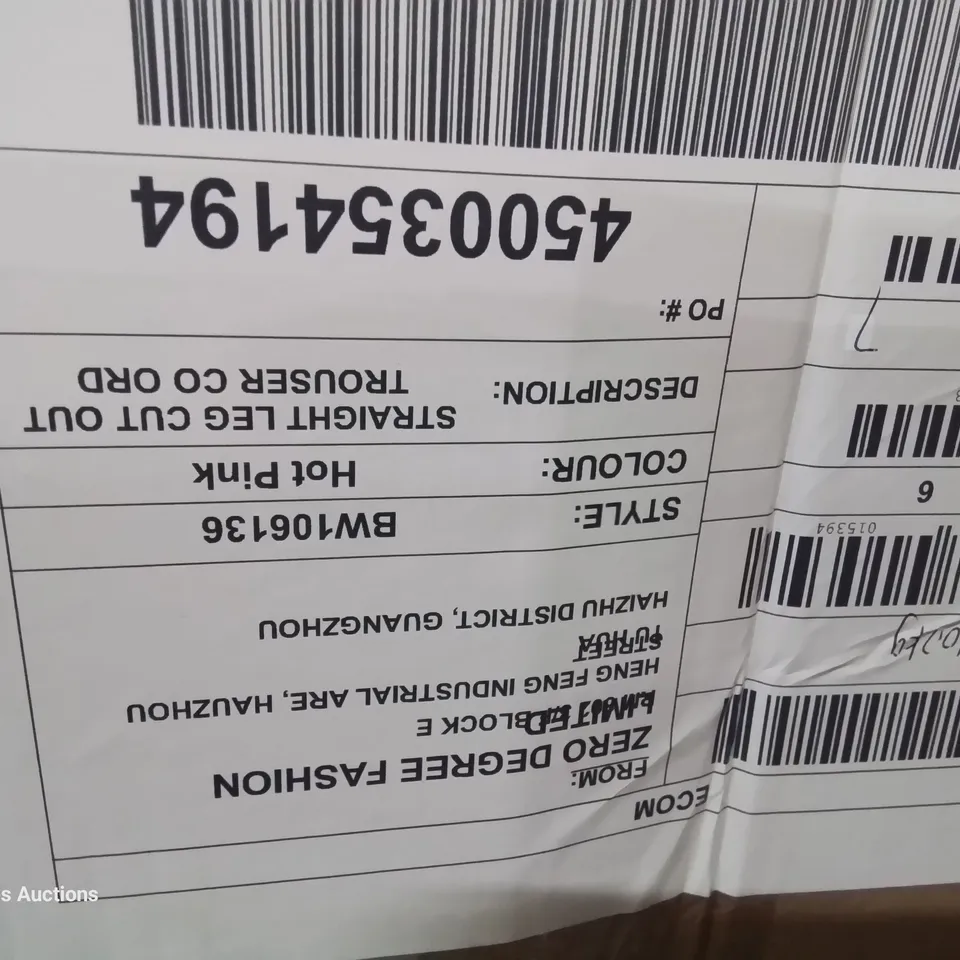 ECOM
FROM:
ZERO DEGREE FASHION
LIMITED
BLOCK E
HENG FENG INDUSTRIAL ARE, HAUZHOU
STREET
HAIZHU DISTRICT, GUANGZHOU
STYLE: BW106136
COLOUR: Hot Pink
DESCRIPTION: STRAIGHT LEG CUT OUT
TROUSER CO ORD
PO #:
4500354194
015394
6
7
s Auctions